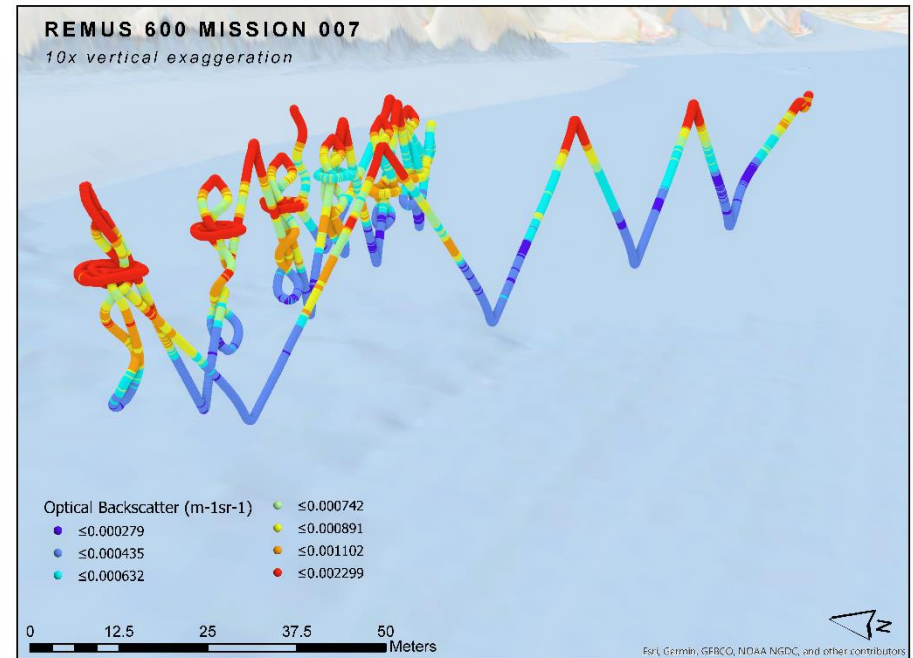 REMUS 600 MISSION 007
10x vertical exaggeration
Optical Backscatter (m-1sr-1)
≤0.000279
≤0.000435
≤0.000632
≤0.000742
≤0.000891
≤0.001102
≤0.002299
0 12.5 25 37.5 50
Meters
N
Esri, Garmin, GEBCO, NOAA NGDC, and other contributors